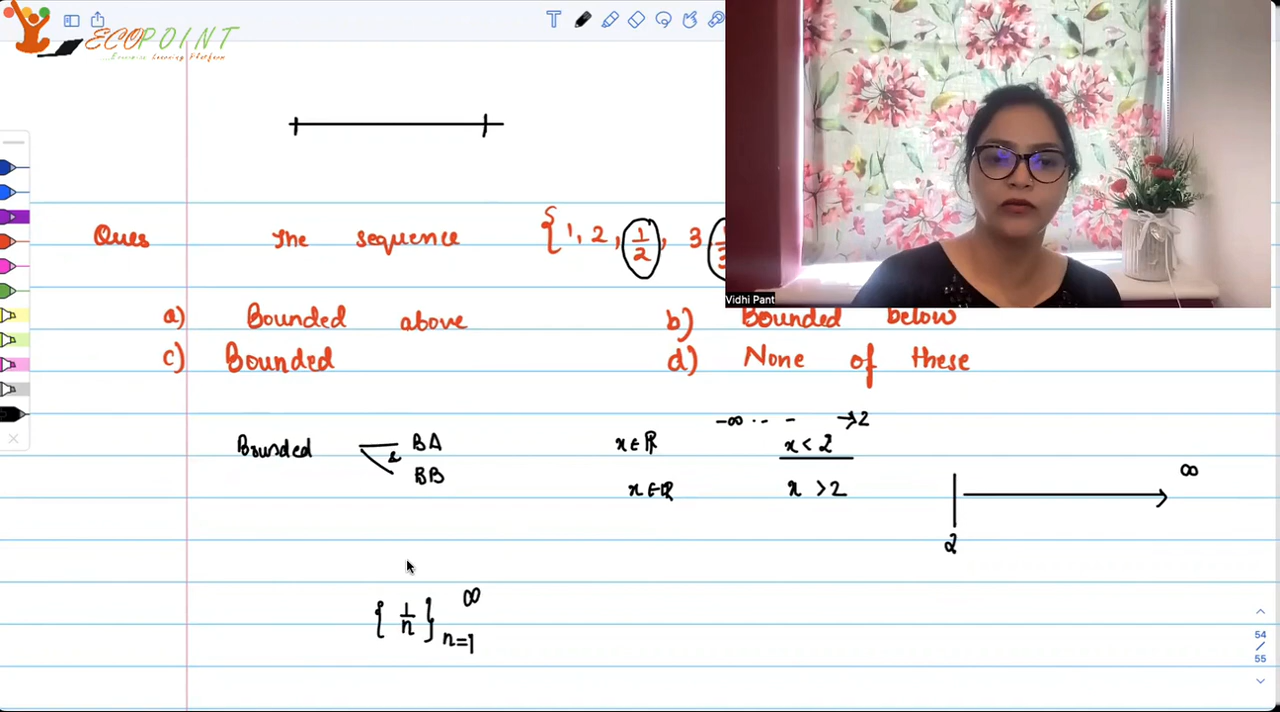 ECOPOINT
Ques The sequence {1, 2, 1/2, 3
Vidhi Pant
a) Bounded above b) Bounded below
c) Bounded d) None of these
-∞ .. - →2
Bounded BA x∈R x < 2
& BB x∈R x > 2 ∞
2
{1/n} ∞ n=1
54
/
55